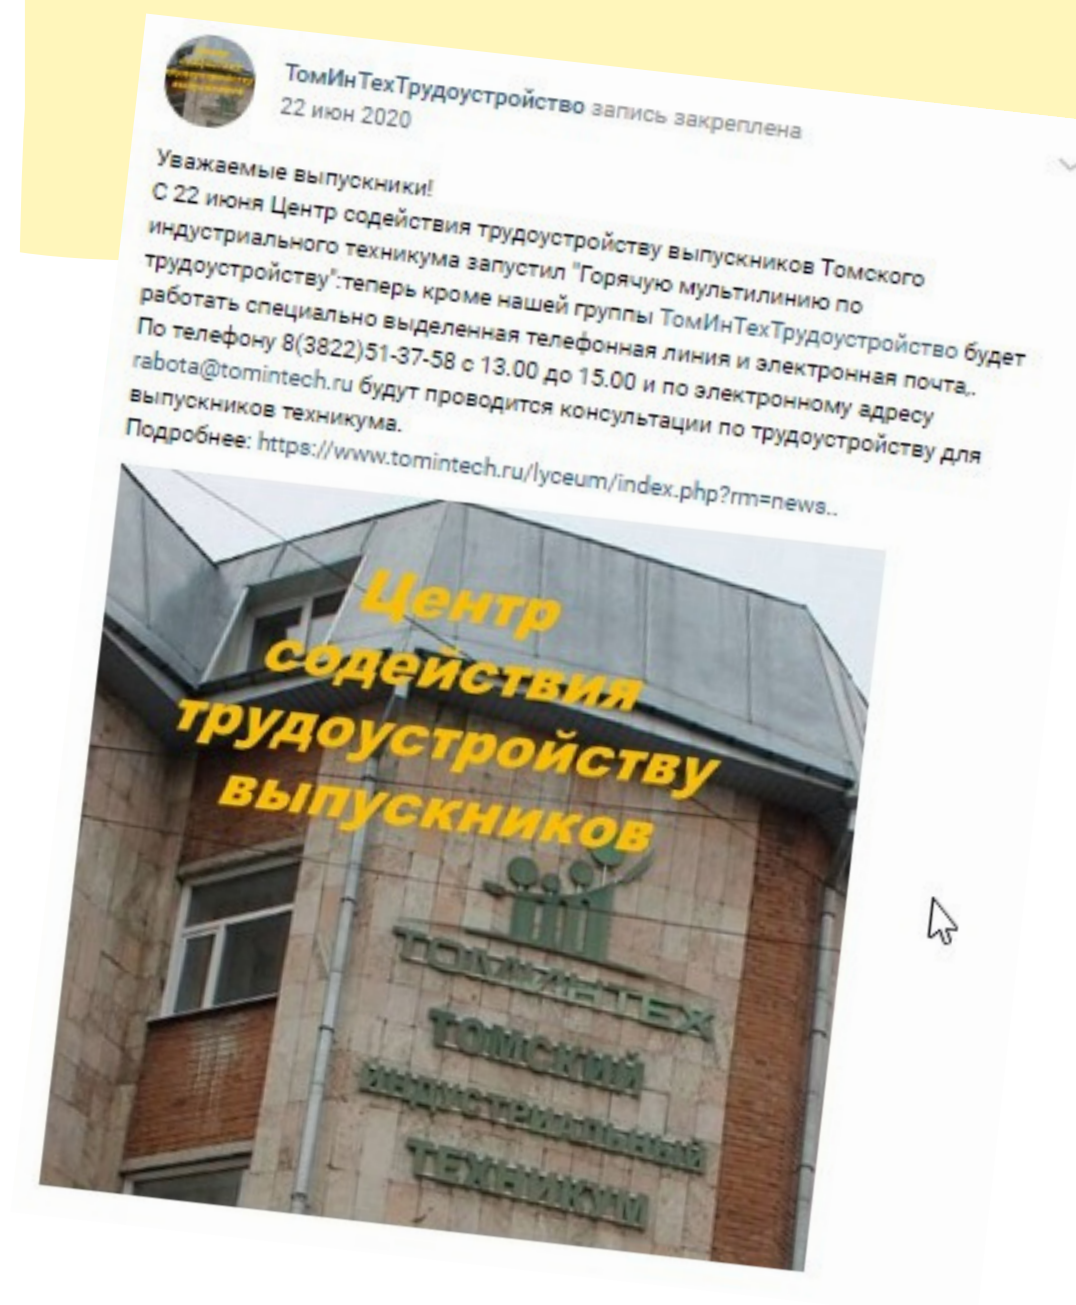 ТомИнТехТрудоустройство запись закреплена
22 июн 2020
Уважаемые выпускники!
С 22 июня Центр содействия трудоустройству выпускников Томского
индустриального техникума запустил "Горячую мультилинию по
трудоустройству":теперь кроме нашей группы ТомИнТехТрудоустройство будет
работать специально выделенная телефонная линия и электронная почта,.
По телефону 8(3822)51-37-58 с 13.00 до 15.00 и по электронному адресу
rabota@tomintech.ru будут проводится консультации по трудоустройству для
выпускников техникума.
Подробнее: https://www.tomintech.ru/lyceum/index.php?rm=news..
Центр
содействия
трудоустройству
выпускников
ТОМИНТЕХ
ТОМСКИЙ
ИНДУСТРИАЛЬНЫЙ
ТЕХНИКУМ